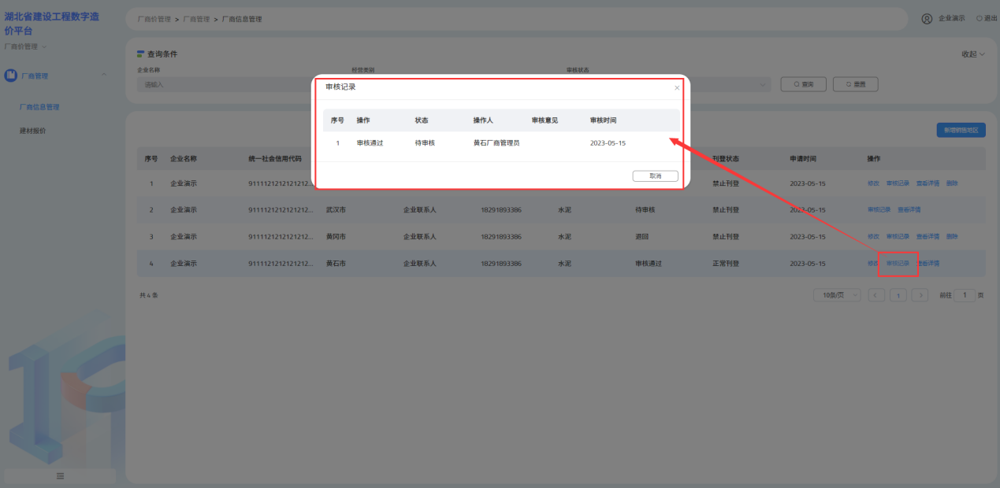 湖北省建设工程数字造
价平台
厂商价管理
厂商管理
厂商信息管理
建材报价
厂商价管理 > 厂商管理 > 厂商信息管理
企业演示 退出
查询条件 收起
企业名称 经营类别 审核状态
请输入 查询 重置
新增销售地区
审核记录 ×
序号 操作 状态 操作人 审核意见 审核时间
1 审核通过 待审核 黄石厂商管理员 2023-05-15
取消
序号 企业名称 统一社会信用代码 刊登状态 申请时间 操作
1 企业演示 9111121212121212... 禁止刊登 2023-05-15 修改 审核记录 查看详情 删除
2 企业演示 9111121212121212... 武汉市 企业联系人 18291893386 水泥 待审核 禁止刊登 2023-05-15 审核记录 查看详情
3 企业演示 9111121212121212... 黄冈市 企业联系人 18291893386 水泥 退回 禁止刊登 2023-05-15 修改 审核记录 查看详情 删除
4 企业演示 9111121212121212... 黄石市 企业联系人 18291893386 水泥 审核通过 正常刊登 2023-05-15 修改 审核记录 查看详情
共 4 条 10条/页 < 1 > 前往 1 页